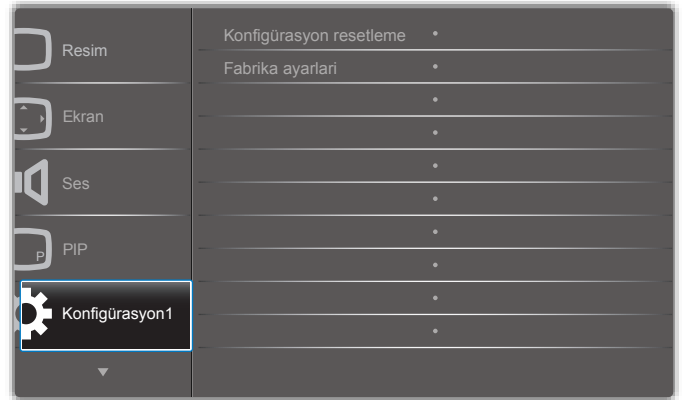 Resim
Ekran
Ses
P
PIP
Konfigürasyon1
Konfigürasyon resetleme
Fabrika ayarlari